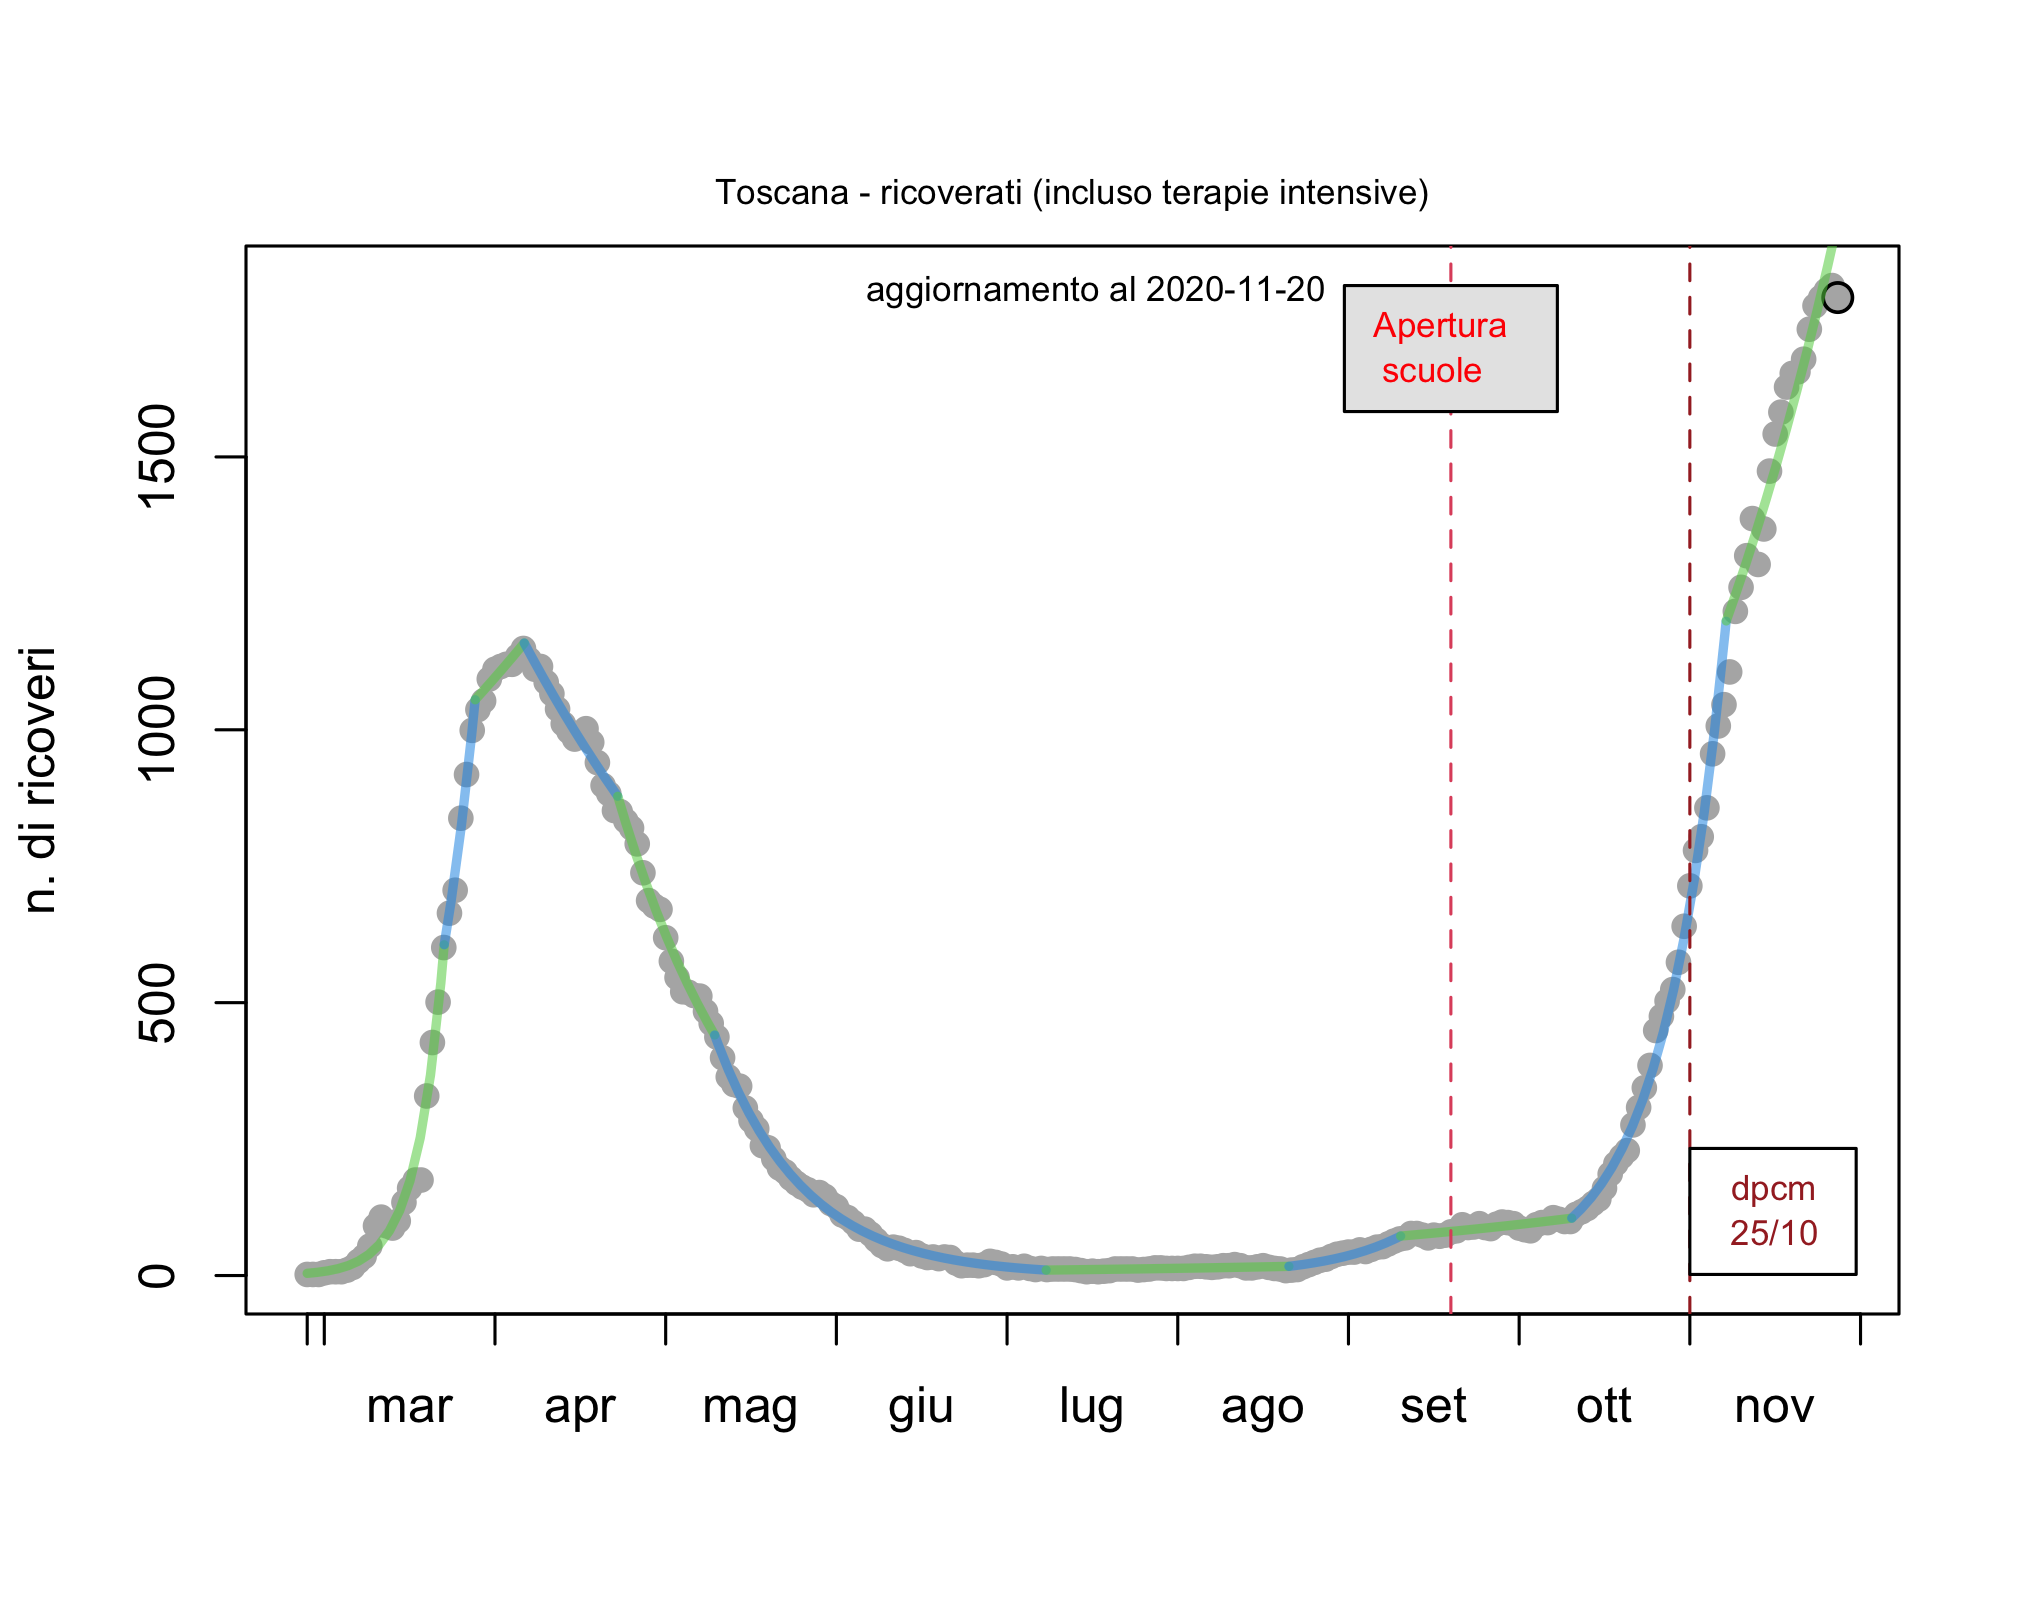 Toscana - ricoverati (incluso terapie intensive)
aggiornamento al 2020-11-20
Apertura
scuole
n. di ricoveri
1500
1000
500
0
dpcm
25/10
mar apr mag giu lug ago set ott nov